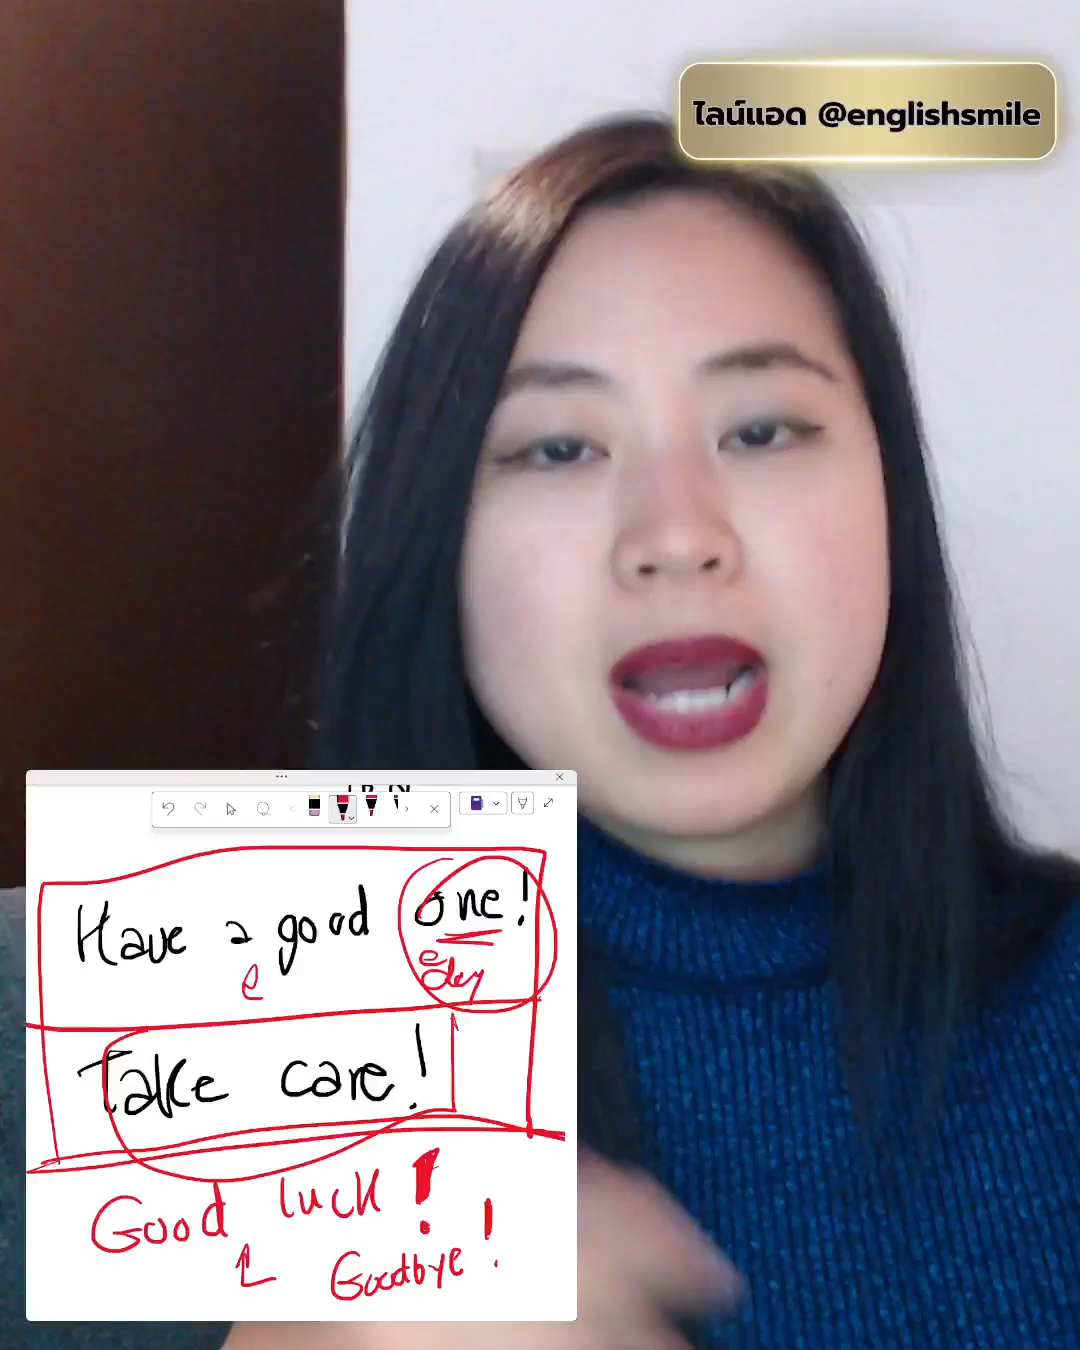 ไลน์แอด @englishsmile
Have a good one!
e day
Take care!
Good luck!
Goodbye!